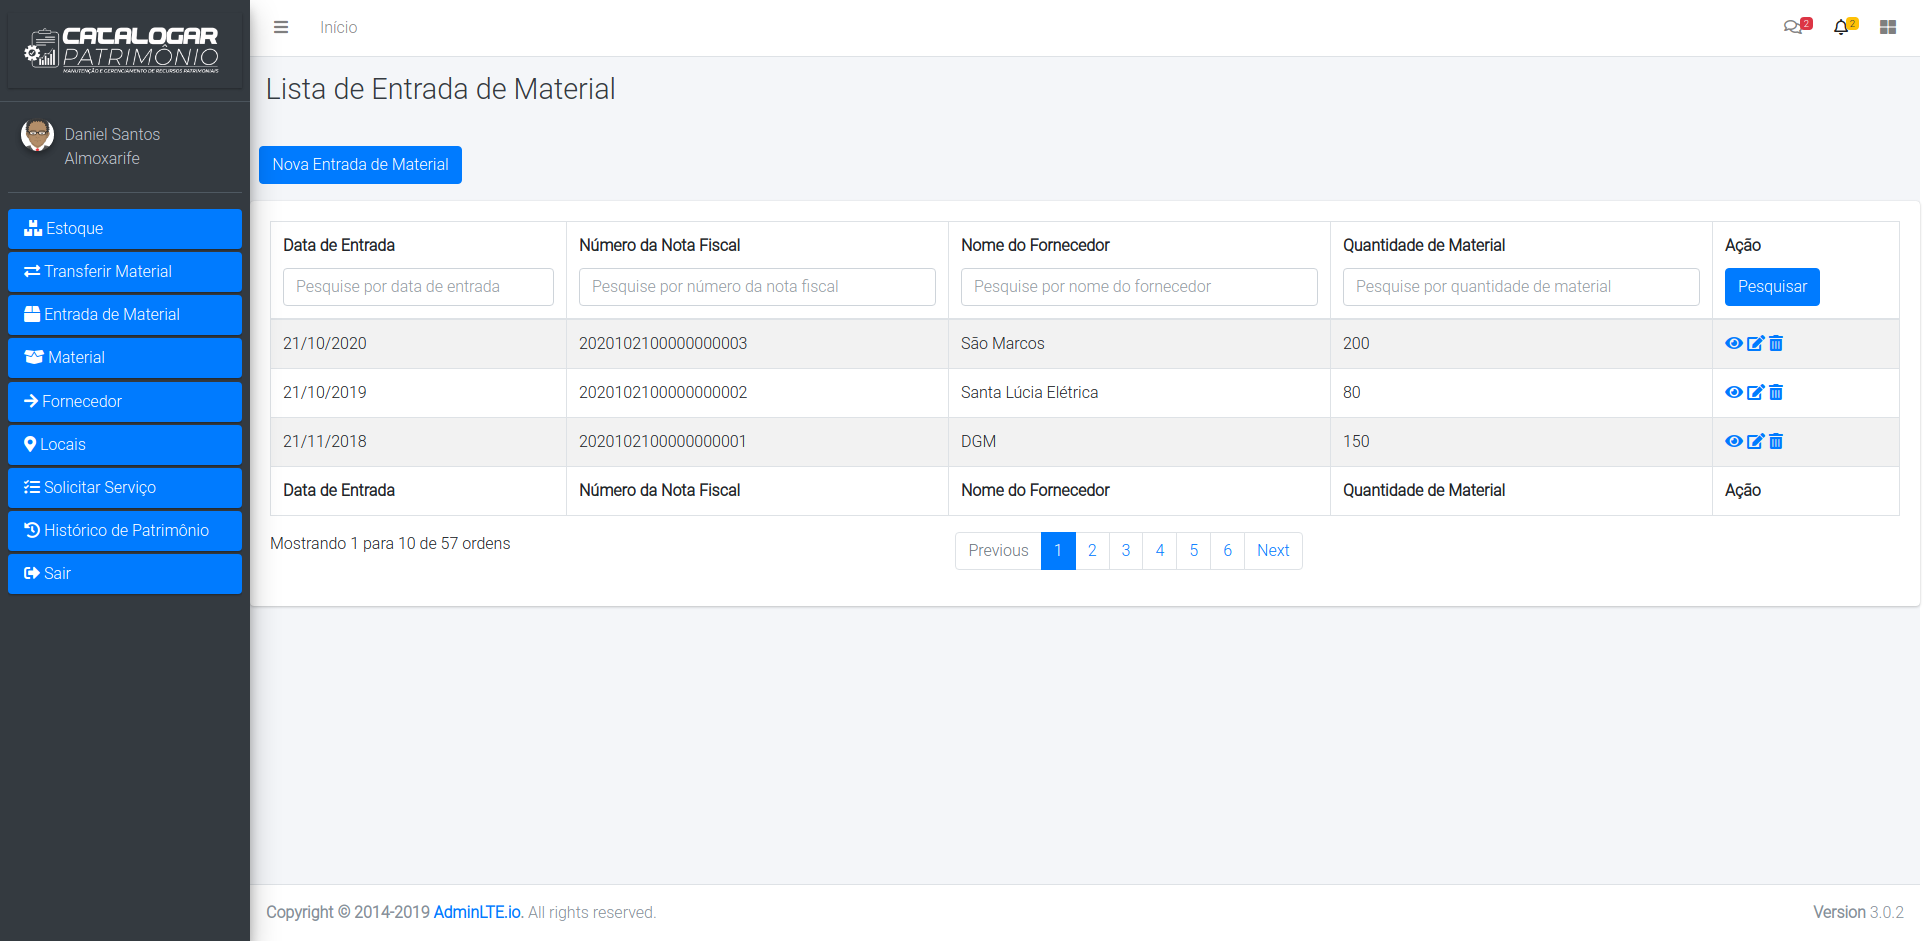 CATALOGAR
PATRIMÔNIO
MANUTENÇÃO E GERENCIAMENTO DE RECURSOS PATRIMONIAIS
Início
2
2
Daniel Santos
Almoxarife
Estoque
Transferir Material
Entrada de Material
Material
Fornecedor
Locais
Solicitar Serviço
Histórico de Patrimônio
Sair
Lista de Entrada de Material
Nova Entrada de Material
Data de Entrada Número da Nota Fiscal Nome do Fornecedor Quantidade de Material Ação
Pesquise por data de entrada Pesquise por número da nota fiscal Pesquise por nome do fornecedor Pesquise por quantidade de material Pesquisar
21/10/2020 2020102100000000003 São Marcos 200
21/10/2019 2020102100000000002 Santa Lúcia Elétrica 80
21/11/2018 2020102100000000001 DGM 150
Data de Entrada Número da Nota Fiscal Nome do Fornecedor Quantidade de Material Ação
Mostrando 1 para 10 de 57 ordens
Previous 1 2 3 4 5 6 Next
Copyright © 2014-2019 AdminLTE.io. All rights reserved.
Version 3.0.2